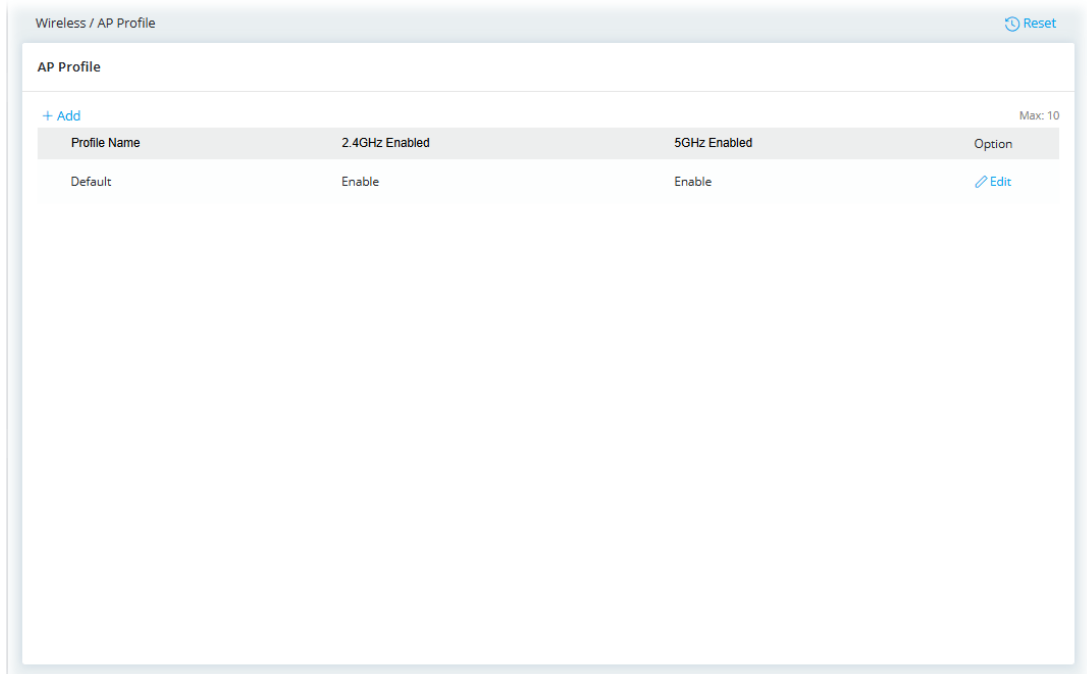 Wireless / AP Profile
Reset
AP Profile
+ Add
Max: 10
Profile Name 2.4GHz Enabled 5GHz Enabled Option
Default Enable Enable Edit